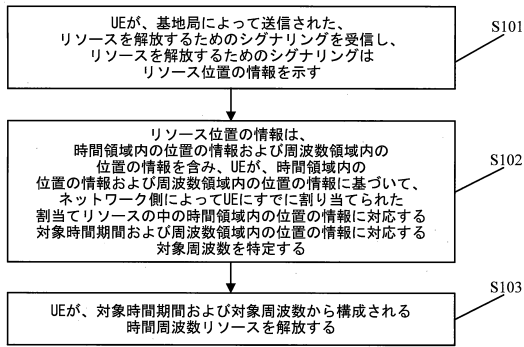 UEが、基地局によって送信された、
リソースを解放するためのシグナリングを受信し、
リソースを解放するためのシグナリングは
リソース位置の情報を示す
S101
リソース位置の情報は、
時間領域内の位置の情報および周波数領域内の
位置の情報を含み、UEが、時間領域内の
位置の情報および周波数領域内の位置の情報に基づいて、
ネットワーク側によってUEにすでに割り当てられた
割当てリソースの中の時間領域内の位置の情報に対応する
対象時間期間および周波数領域内の位置の情報に対応する
対象周波数を特定する
S102
UEが、対象時間期間および対象周波数から構成される
時間周波数リソースを解放する
S103